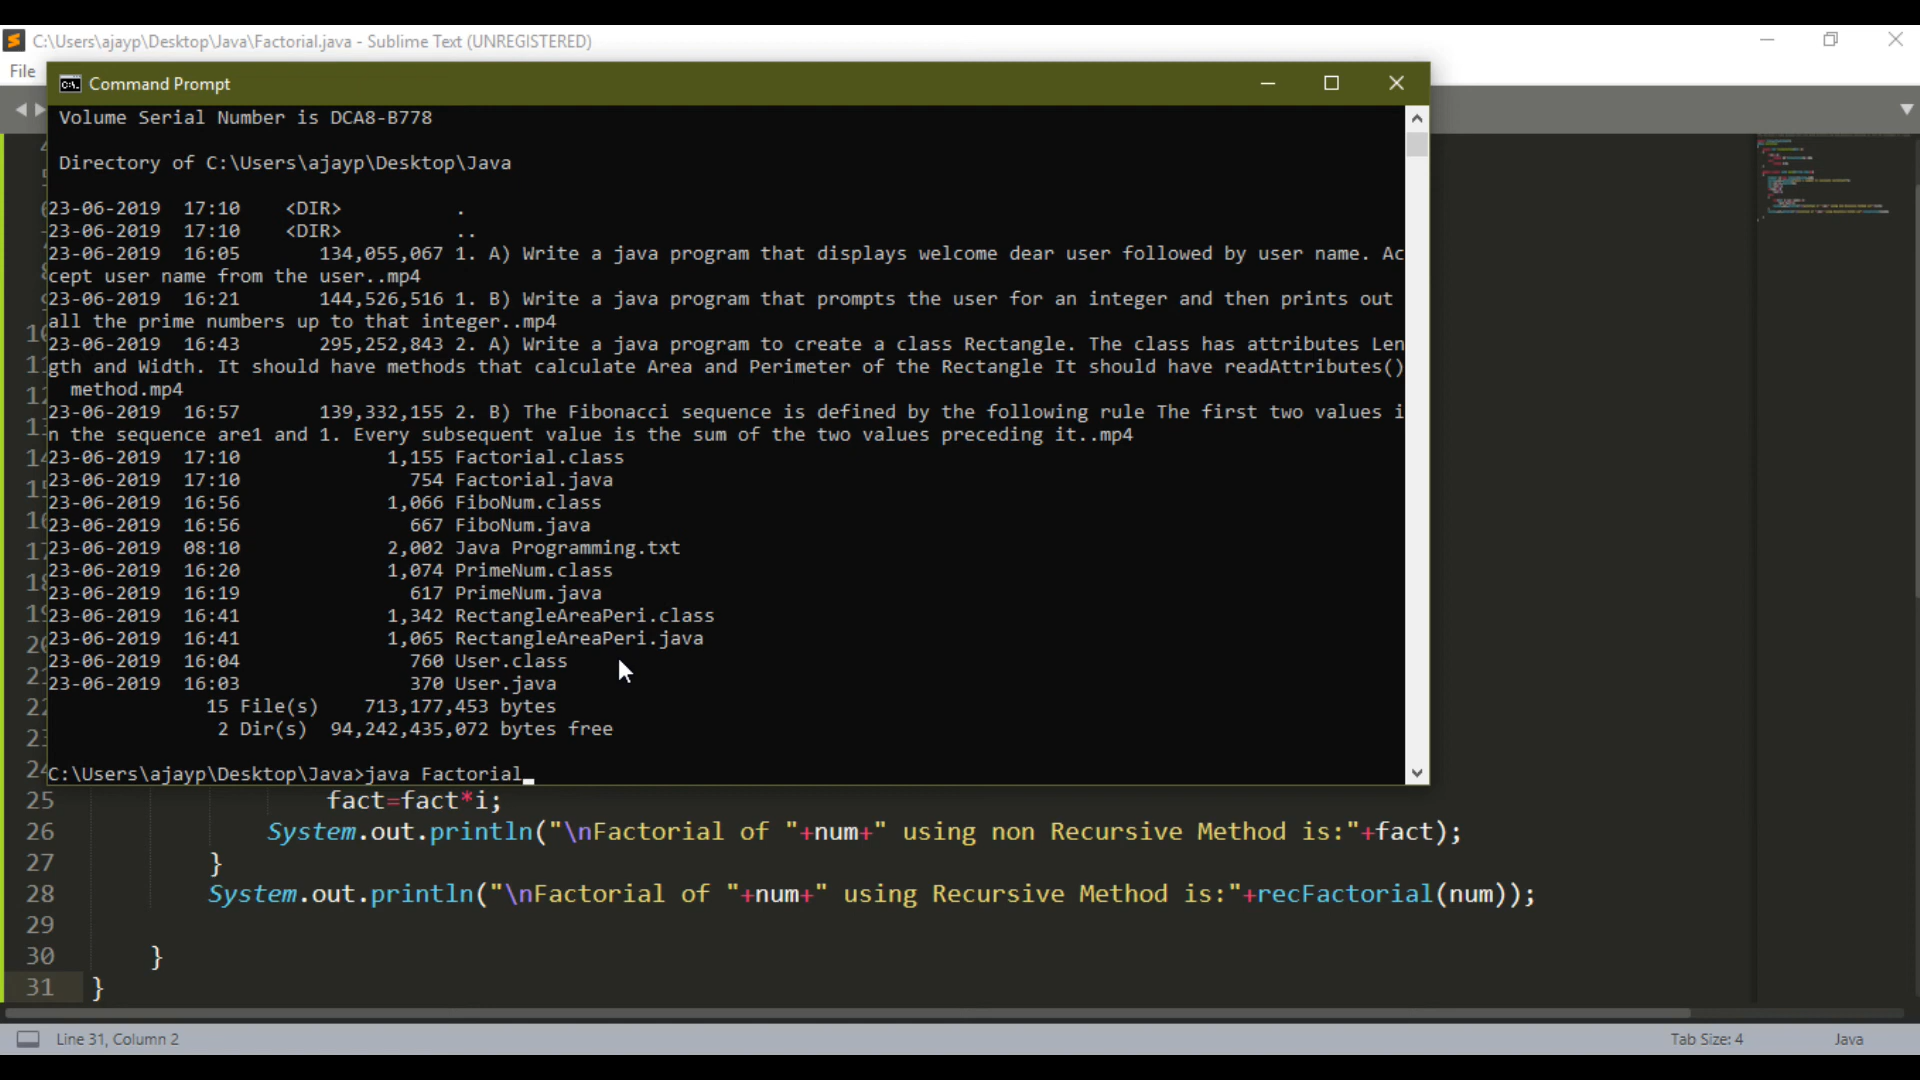 C:\Users\ajayp\Desktop\Java\Factorial.java - Sublime Text (UNREGISTERED)
File
Command Prompt
Volume Serial Number is DCA8-B778
Directory of C:\Users\ajayp\Desktop\Java
23-06-2019 17:10 <DIR> .
23-06-2019 17:10 <DIR> ..
23-06-2019 16:05 134,055,067 1. A) Write a java program that displays welcome dear user followed by user name. Ac
cept user name from the user..mp4
23-06-2019 16:21 144,526,516 1. B) Write a java program that prompts the user for an integer and then prints out
all the prime numbers up to that integer..mp4
23-06-2019 16:43 295,252,843 2. A) Write a java program to create a class Rectangle. The class has attributes Len
gth and Width. It should have methods that calculate Area and Perimeter of the Rectangle It should have readAttributes()
method.mp4
23-06-2019 16:57 139,332,155 2. B) The Fibonacci sequence is defined by the following rule The first two values i
n the sequence are1 and 1. Every subsequent value is the sum of the two values preceding it..mp4
23-06-2019 17:10 1,155 Factorial.class
23-06-2019 17:10 754 Factorial.java
23-06-2019 16:56 1,066 FiboNum.class
23-06-2019 16:56 667 FiboNum.java
23-06-2019 08:10 2,002 Java Programming.txt
23-06-2019 16:20 1,074 PrimeNum.class
23-06-2019 16:19 617 PrimeNum.java
23-06-2019 16:41 1,342 RectangleAreaPeri.class
23-06-2019 16:41 1,065 RectangleAreaPeri.java
23-06-2019 16:04 760 User.class
23-06-2019 16:03 370 User.java
15 File(s) 713,177,453 bytes
2 Dir(s) 94,242,435,072 bytes free
C:\Users\ajayp\Desktop\Java>java Factorial_
25 fact=fact*i;
26 System.out.println("\nFactorial of "+num+" using non Recursive Method is:"+fact);
27 }
28 System.out.println("\nFactorial of "+num+" using Recursive Method is:"+recFactorial(num));
29
30 }
31 }
Line 31, Column 2
Tab Size: 4
Java